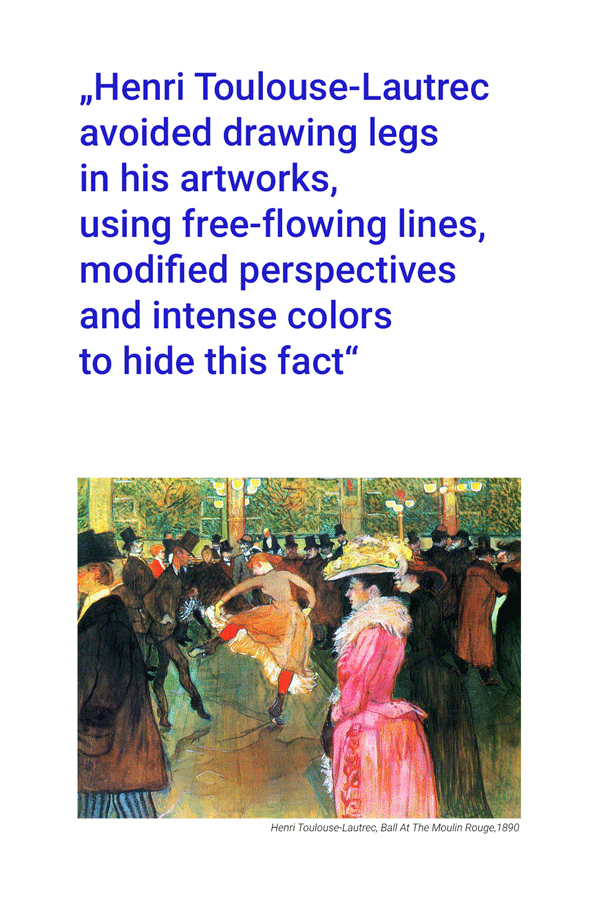 „Henri Toulouse-Lautrec
avoided drawing legs
in his artworks,
using free-flowing lines,
modified perspectives
and intense colors
to hide this fact“
Henri Toulouse-Lautrec, Ball At The Moulin Rouge,1890